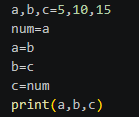 a,b,c=5,10,15
num=a
a=b
b=c
c=num
print(a,b,c)